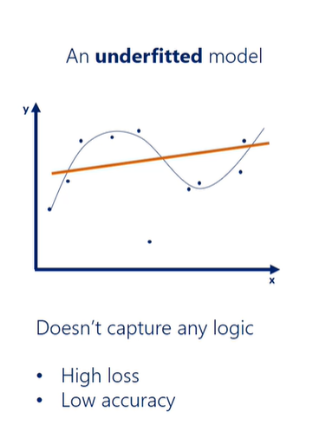 An underfitted model
y
x
Doesn't capture any logic
• High loss
• Low accuracy